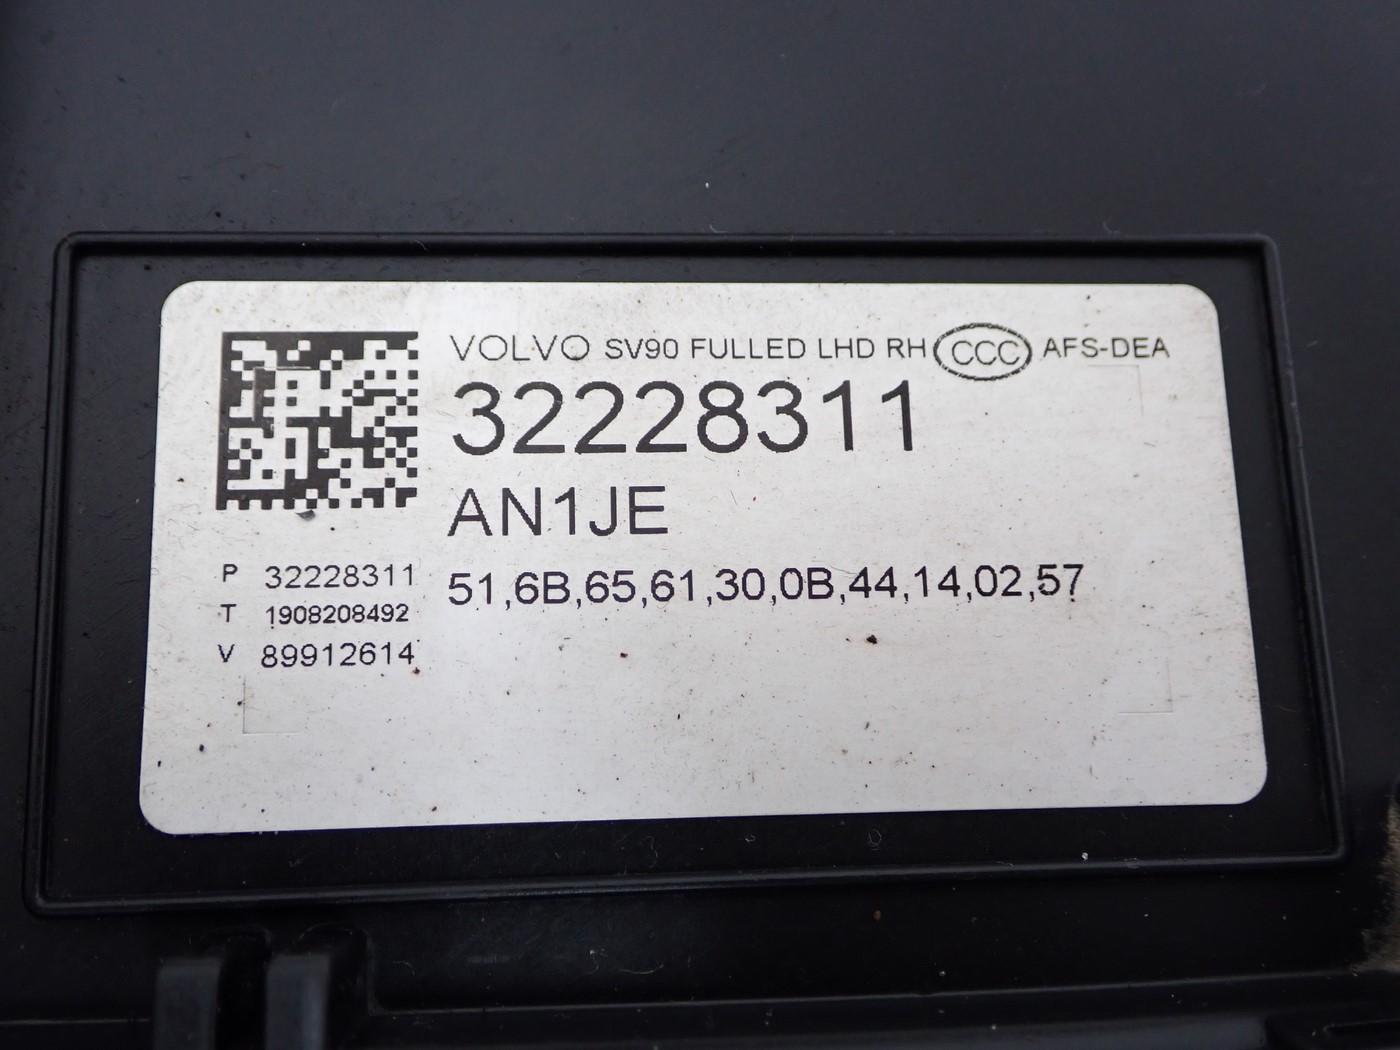 VOLVO SV90 FULLED LHD RH CCC AFS-DEA
32228311
AN1JE
51,6B,65,61,30,0B,44,14,02,57
P 32228311
T 1908208492
V 89912614